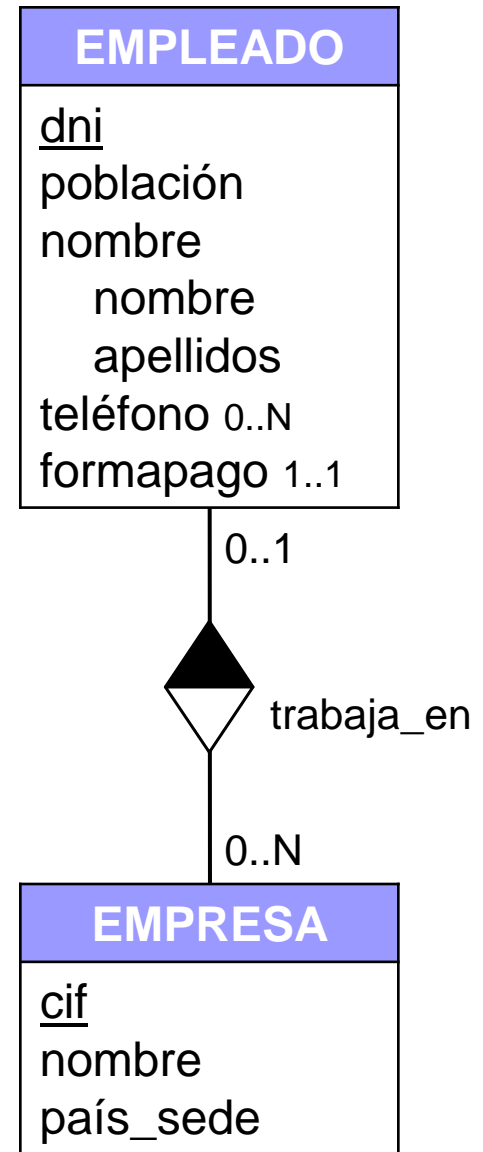 EMPLEADO
dni
población
nombre
nombre
apellidos
teléfono 0..N
formapago 1..1
0..1
trabaja_en
0..N
EMPRESA
cif
nombre
país_sede